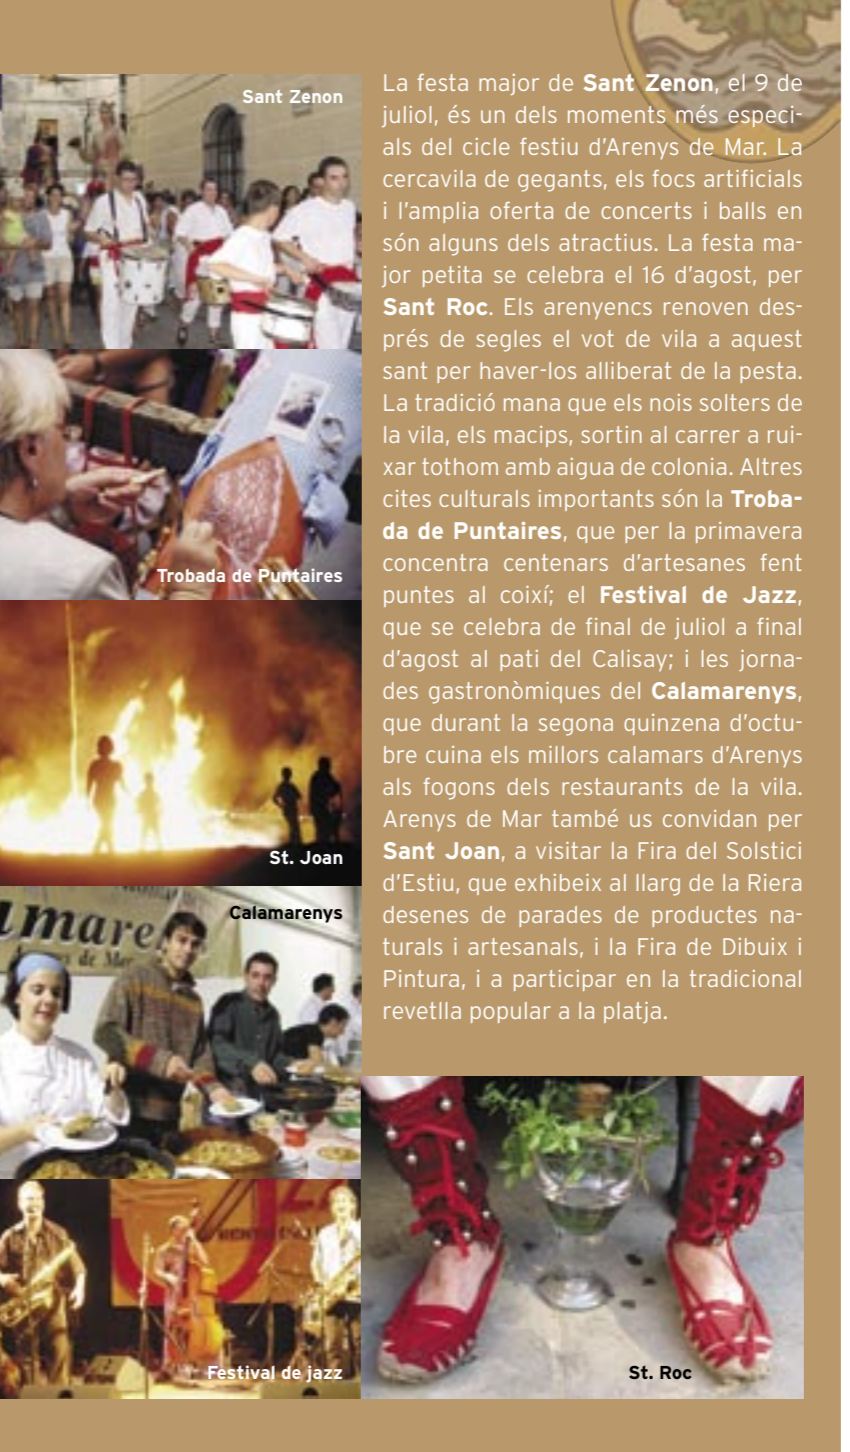 Sant Zenon
La festa major de Sant Zenon, el 9 de
juliol, és un dels moments més especi-
als del cicle festiu d'Arenys de Mar. La
cercavila de gegants, els focs artificials
i l'amplia oferta de concerts i balls en
són alguns dels atractius. La festa ma-
jor petita se celebra el 16 d'agost, per
Sant Roc. Els arenyencs renoven des-
prés de segles el vot de vila a aquest
sant per haver-los alliberat de la pesta.
La tradició mana que els nois solters de
la vila, els macips, sortin al carrer a rui-
xar tothom amb aigua de colonia. Altres
cites culturals importants són la Troba-
da de Puntaires, que per la primavera
concentra centenars d'artesanes fent
puntes al coixí; el Festival de Jazz,
que se celebra de final de juliol a final
d'agost al pati del Calisay; i les jorna-
des gastronòmiques del Calamarenys,
que durant la segona quinzena d'octu-
bre cuina els millors calamars d'Arenys
als fogons dels restaurants de la vila.
Arenys de Mar també us convidan per
Sant Joan, a visitar la Fira del Solstici
d'Estiu, que exhibeix al llarg de la Riera
desenes de parades de productes na-
turals i artesanals, i la Fira de Dibuix i
Pintura, i a participar en la tradicional
revetlla popular a la platja.
Trobada de Puntaires
St. Joan
Calamarenys
amare
de Mar
Festival de jazz
St. Roc